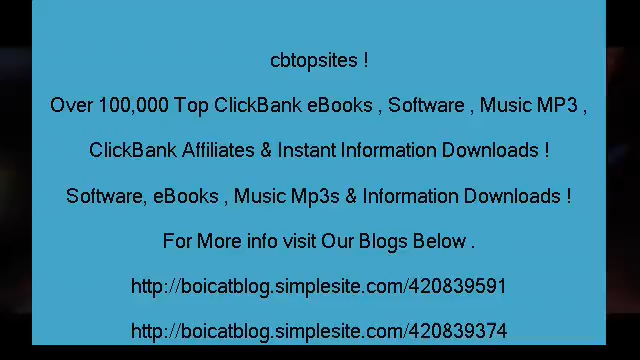 cbtopsites !
Over 100,000 Top ClickBank eBooks , Software , Music MP3 ,
ClickBank Affiliates & Instant Information Downloads !
Software, eBooks , Music Mp3s & Information Downloads !
For More info visit Our Blogs Below .
http://boicatblog.simplesite.com/420839591
http://boicatblog.simplesite.com/420839374